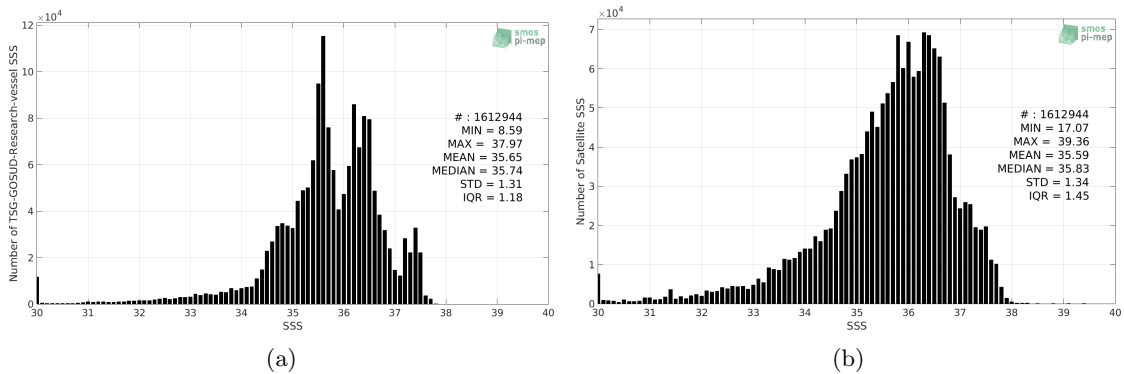 ×10⁴
12
10
8
6
4
2
0
30 31 32 33 34 35 36 37 38 39 40
SSS
Number of TSG-GOSUD-Research-vessel SSS
smos
pi-mep
# : 1612944
MIN = 8.59
MAX = 37.97
MEAN = 35.65
MEDIAN = 35.74
STD = 1.31
IQR = 1.18
(a)
×10⁴
7
6
5
4
3
2
1
0
30 31 32 33 34 35 36 37 38 39 40
SSS
Number of Satellite SSS
smos
pi-mep
# : 1612944
MIN = 17.07
MAX = 39.36
MEAN = 35.59
MEDIAN = 35.83
STD = 1.34
IQR = 1.45
(b)